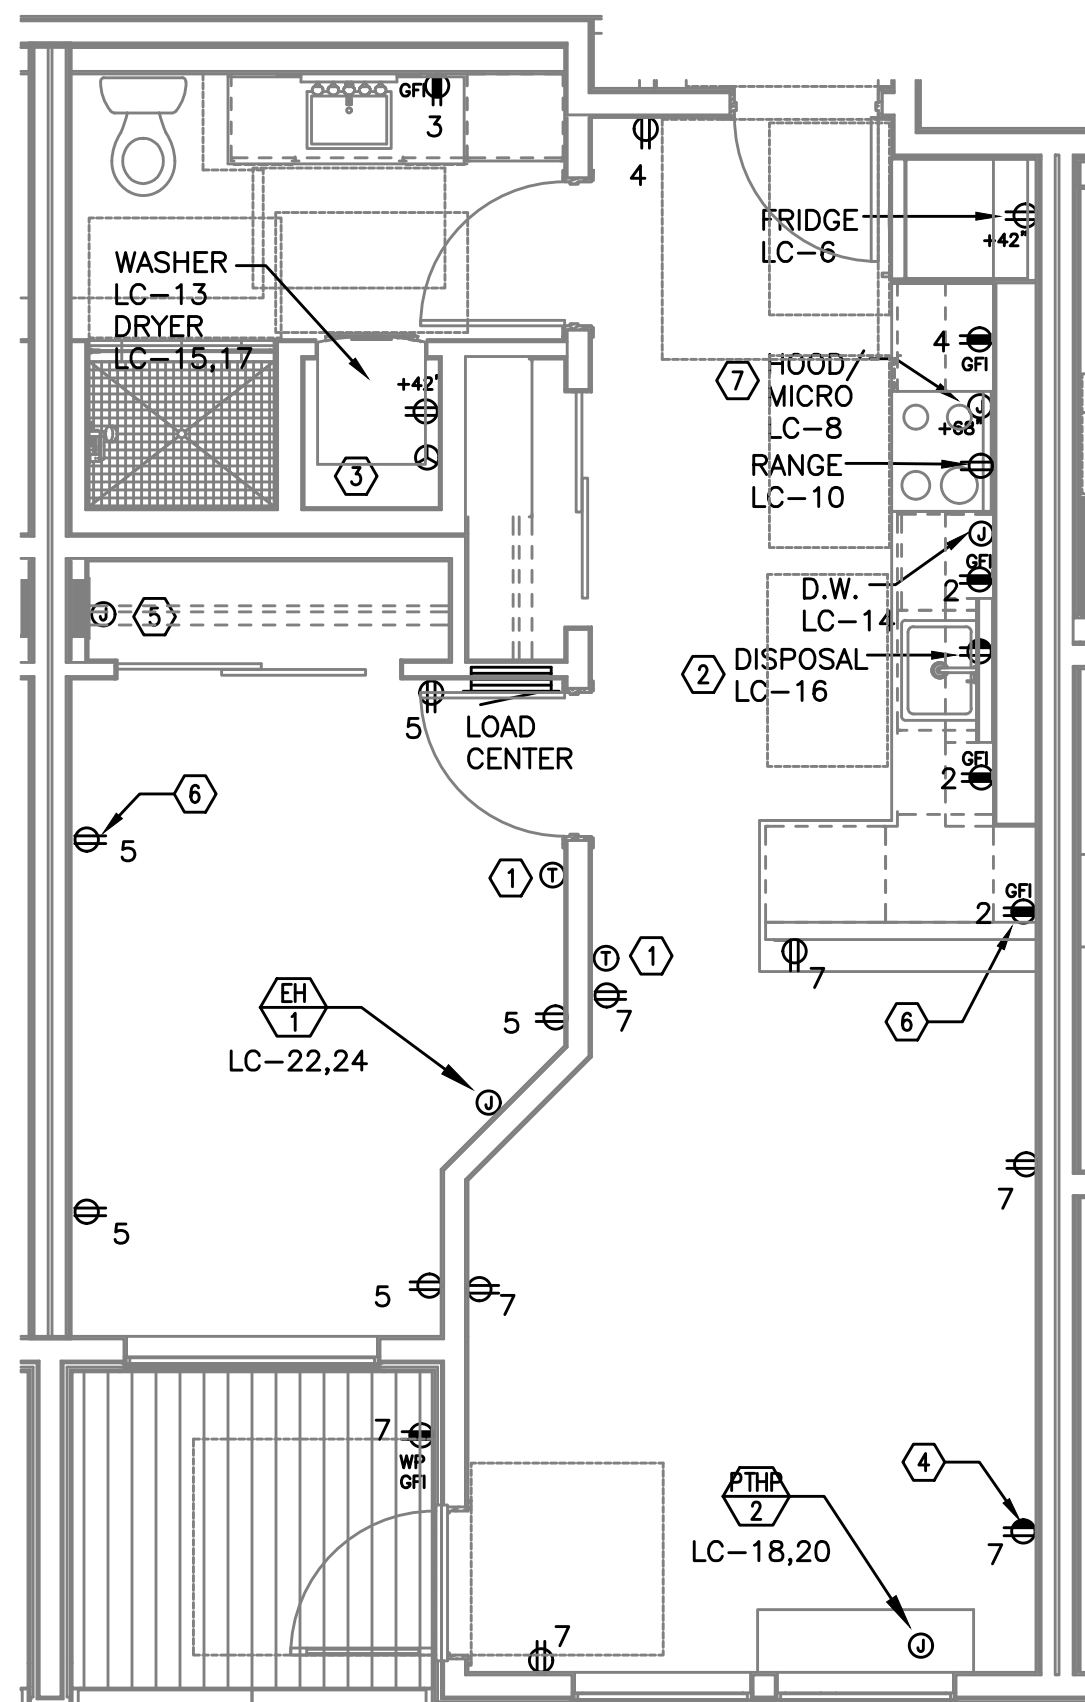 GFI
3
4
FRIDGE
LC-6
+42"
WASHER
LC-13
DRYER
LC-15,17
+42"
3
4
GFI
7
HOOD/
MICRO
LC-8
J
+68"
RANGE
LC-10
J
GFI
2
D.W.
LC-14
J
5
2
DISPOSAL
LC-16
5
LOAD
CENTER
GFI
2
6
5
1
T
GFI
2
T
1
7
EH
1
LC-22,24
5
7
6
J
7
5
5
7
7
WP
GFI
4
PTHP
2
LC-18,20
7
7
J